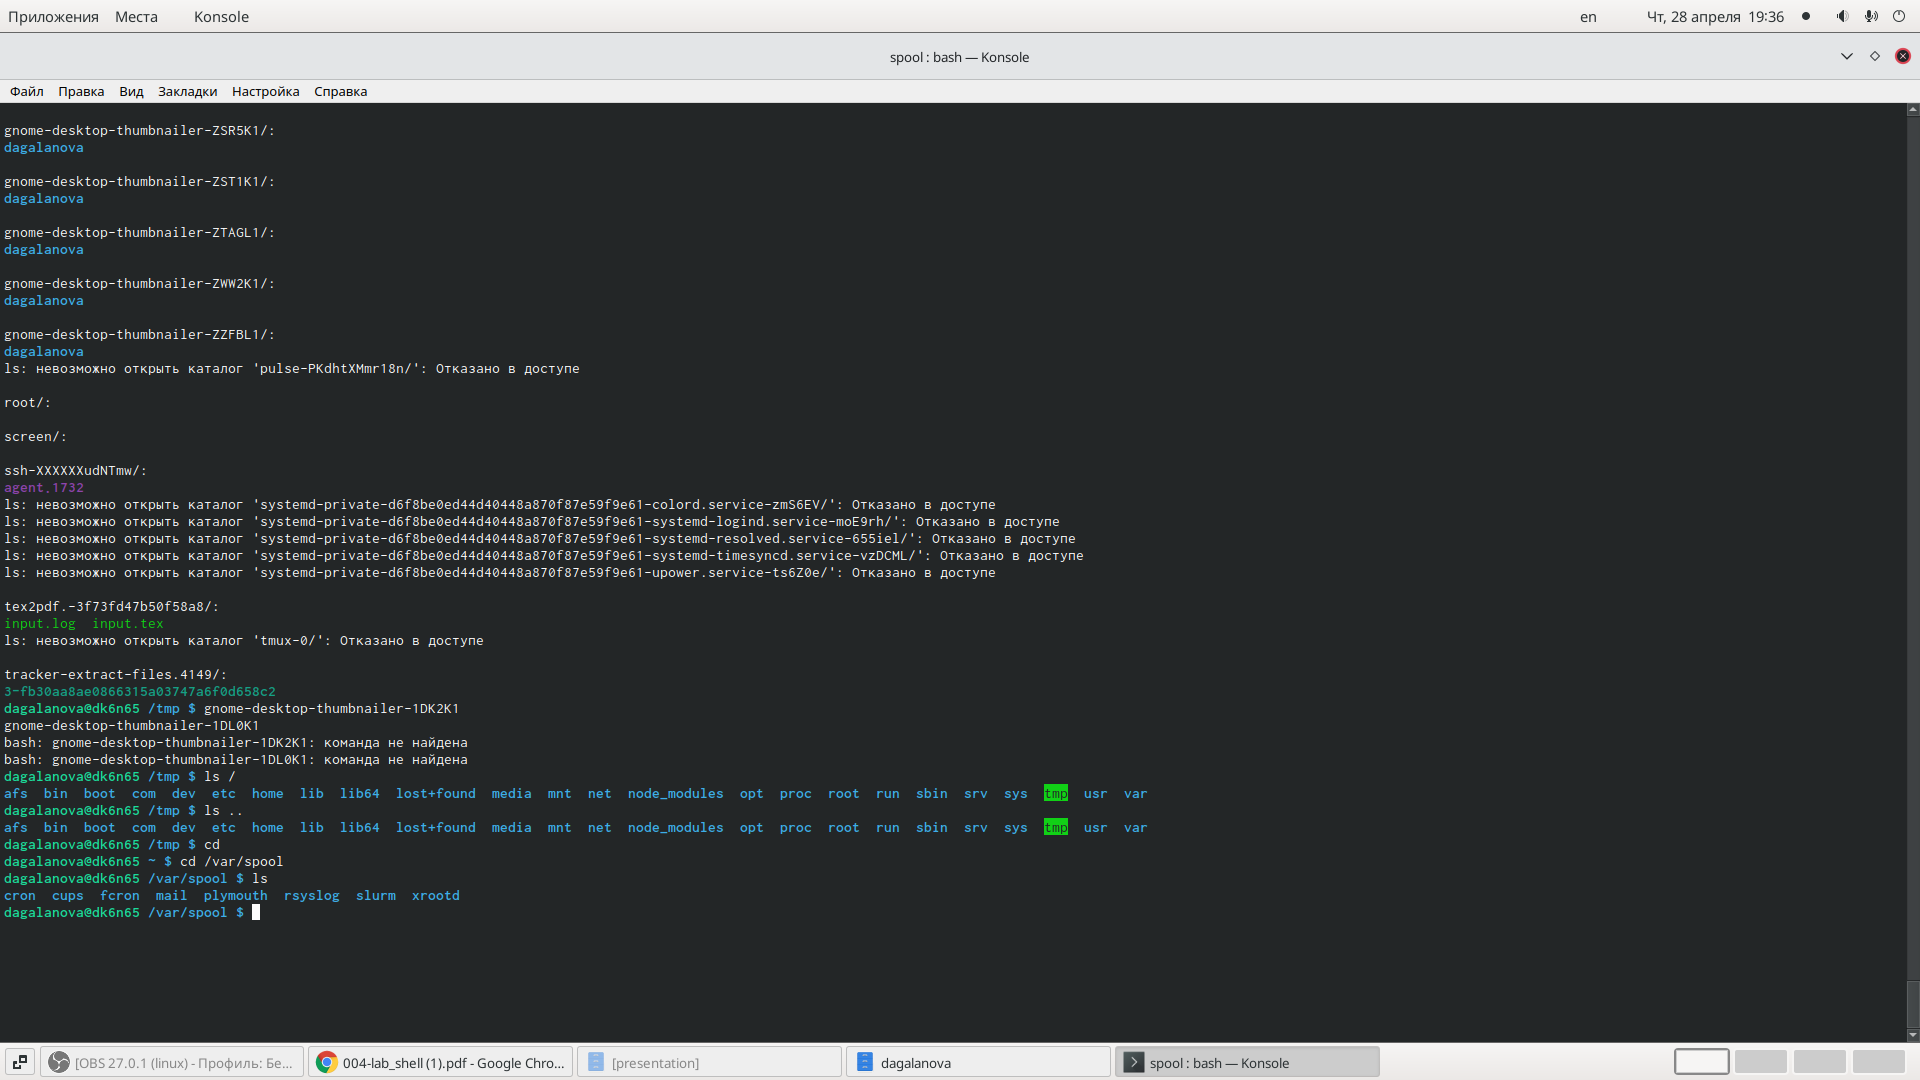 Приложения Места Konsole en Чт, 28 апреля 19:36
spool : bash — Konsole
Файл Правка Вид Закладки Настройка Справка
gnome-desktop-thumbnailer-ZSR5K1/:
dagalanova
gnome-desktop-thumbnailer-ZST1K1/:
dagalanova
gnome-desktop-thumbnailer-ZTAGL1/:
dagalanova
gnome-desktop-thumbnailer-ZWW2K1/:
dagalanova
gnome-desktop-thumbnailer-ZZFBL1/:
dagalanova
ls: невозможно открыть каталог 'pulse-PKdhtXMmr18n/': Отказано в доступе
root/:
screen/:
ssh-XXXXXXudNTmw/:
agent.1732
ls: невозможно открыть каталог 'systemd-private-d6f8be0ed44d40448a870f87e59f9e61-colord.service-zmS6EV/': Отказано в доступе
ls: невозможно открыть каталог 'systemd-private-d6f8be0ed44d40448a870f87e59f9e61-systemd-logind.service-moE9rh/': Отказано в доступе
ls: невозможно открыть каталог 'systemd-private-d6f8be0ed44d40448a870f87e59f9e61-systemd-resolved.service-655iel/': Отказано в доступе
ls: невозможно открыть каталог 'systemd-private-d6f8be0ed44d40448a870f87e59f9e61-systemd-timesyncd.service-vzDCML/': Отказано в доступе
ls: невозможно открыть каталог 'systemd-private-d6f8be0ed44d40448a870f87e59f9e61-upower.service-ts6Z0e/': Отказано в доступе
tex2pdf.-3f73fd47b50f58a8/:
input.log input.tex
ls: невозможно открыть каталог 'tmux-0/': Отказано в доступе
tracker-extract-files.4149/:
3-fb30aa8ae0866315a03747a6f0d658c2
dagalanova@dk6n65 /tmp $ gnome-desktop-thumbnailer-1DK2K1
gnome-desktop-thumbnailer-1DL0K1
bash: gnome-desktop-thumbnailer-1DK2K1: команда не найдена
bash: gnome-desktop-thumbnailer-1DL0K1: команда не найдена
dagalanova@dk6n65 /tmp $ ls /
afs bin boot com dev etc home lib lib64 lost+found media mnt net node_modules opt proc root run sbin srv sys tmp usr var
dagalanova@dk6n65 /tmp $ ls ..
afs bin boot com dev etc home lib lib64 lost+found media mnt net node_modules opt proc root run sbin srv sys tmp usr var
dagalanova@dk6n65 /tmp $ cd
dagalanova@dk6n65 ~ $ cd /var/spool
dagalanova@dk6n65 /var/spool $ ls
cron cups fcron mail plymouth rsyslog slurm xrootd
dagalanova@dk6n65 /var/spool $
[OBS 27.0.1 (linux) - Профиль: Бе... 004-lab_shell (1).pdf - Google Chro... [presentation] dagalanova spool : bash — Konsole